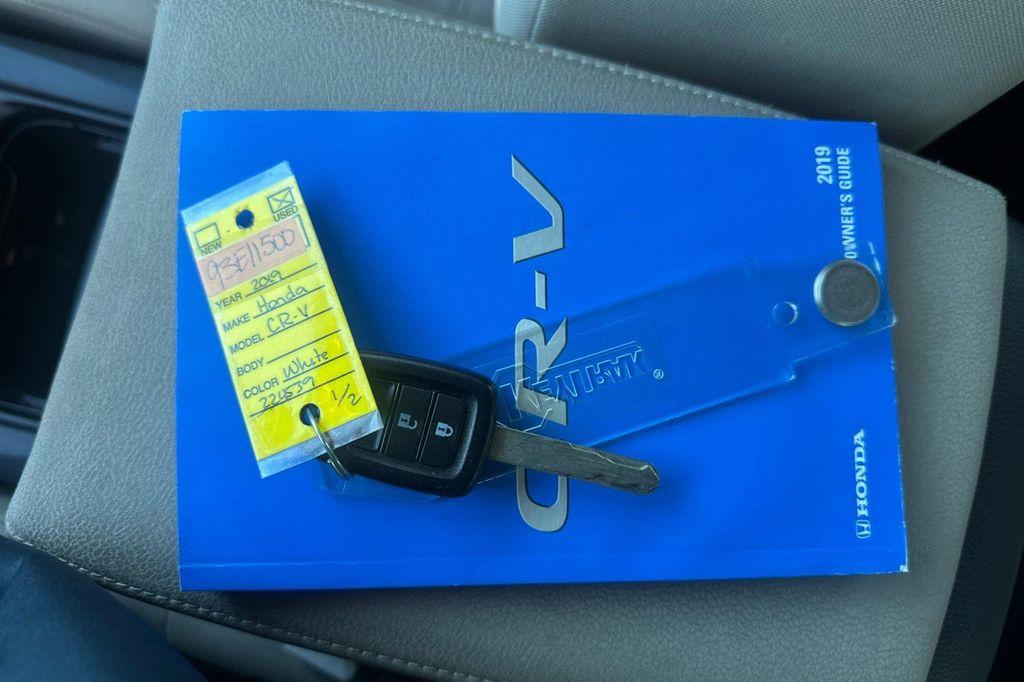 NEW
USED
93E11500
YEAR 2019
MAKE Honda
MODEL CR-V
BODY
COLOR White
224539
1/2
CR-V
2019
OWNER'S GUIDE
HONDA
®